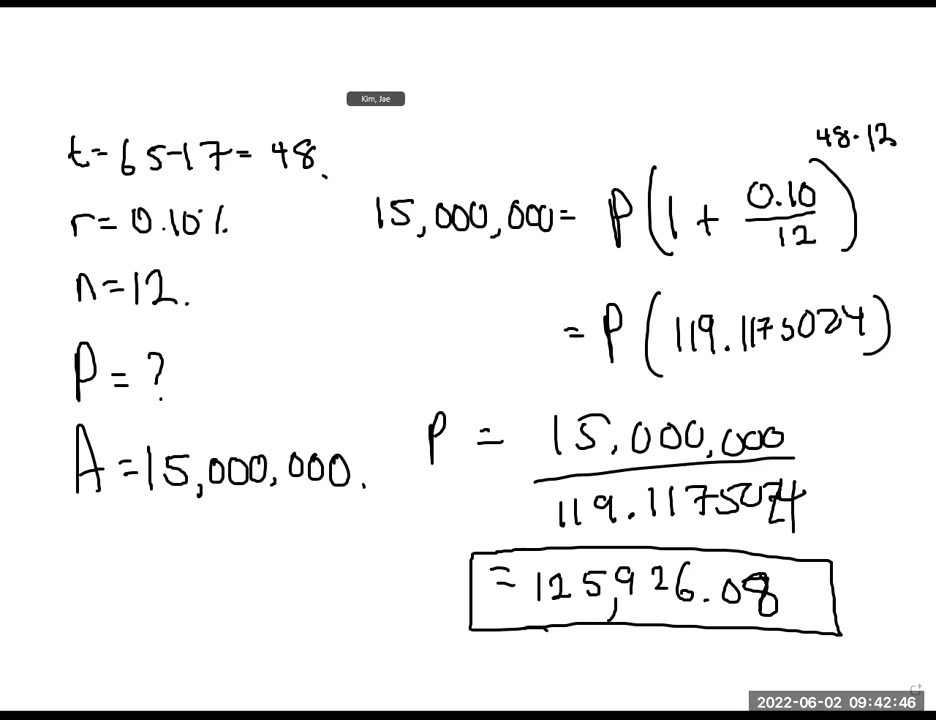 Kim, Jae
t = 65-17 = 48.
r = 0.10%
n = 12.
P = ?
A = 15,000,000.
15,000,000 = P(1 + 0.10/12)^48·12
= P(119.1175024)
P = 15,000,000/119.1175024
= 125,926.08
2022-06-02 09:42:46